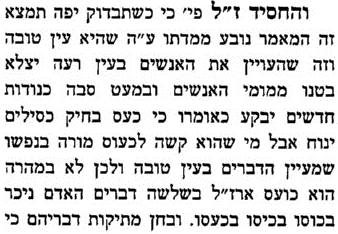 והחסיד ז״ל פי׳ כי כשתבדוק יפה תמצא
זה המאמר נובע ממדתו ע״ה שהיא עין טובה
וזה שהעויין את האנשים בעין רעה יצלא
בטנו ממומי האנשים ובמעט סבה כנודות
חדשים יבקע כאומרו כי כעס בחיק כסילים
ינוח אבל מי שהוא קשה לכעוס מורה בנפשו
שמעיין הדברים בעין טובה ולכן לא במהרה
הוא כועס ארז״ל בשלשה דברים האדם ניכר
בכוסו בכיסו בכעסו. ובחן מתיקות דבריהם כי